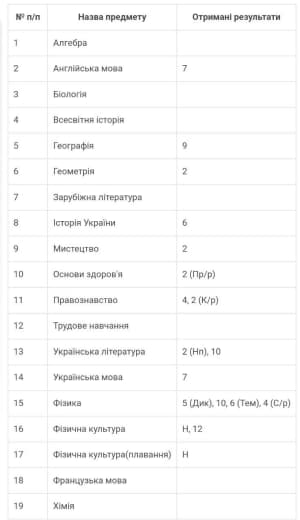 № п/п Назва предмету Отримані результати
1 Алгебра
2 Англійська мова 7
3 Біологія
4 Всесвітня історія
5 Географія 9
6 Геометрія 2
7 Зарубіжна література
8 Історія України 6
9 Мистецтво 2
10 Основи здоров'я 2 (Пр/р)
11 Правознавство 4, 2 (К/р)
12 Трудове навчання
13 Українська література 2 (Нп), 10
14 Українська мова 7
15 Фізика 5 (Дик), 10, 6 (Тем), 4 (С/р)
16 Фізична культура Н, 12
17 Фізична культура(плавання) Н
18 Французька мова
19 Хімія